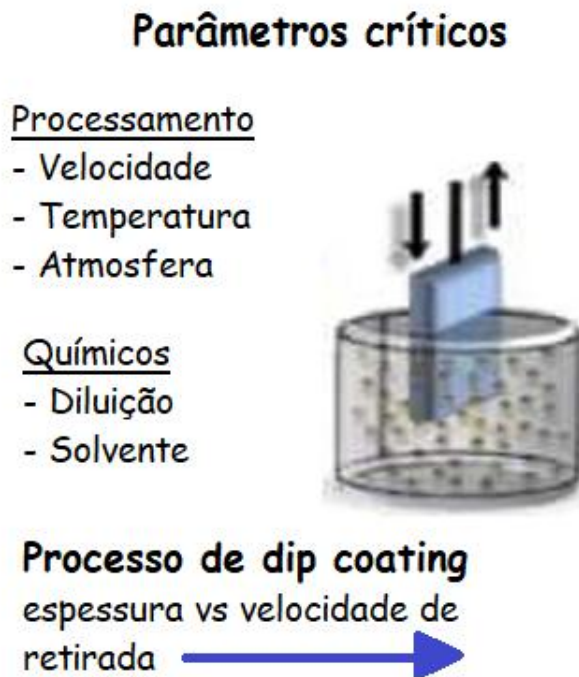 Parâmetros críticos
Processamento
- Velocidade
- Temperatura
- Atmosfera
Químicos
- Diluição
- Solvente
Processo de dip coating
espessura vs velocidade de
retirada